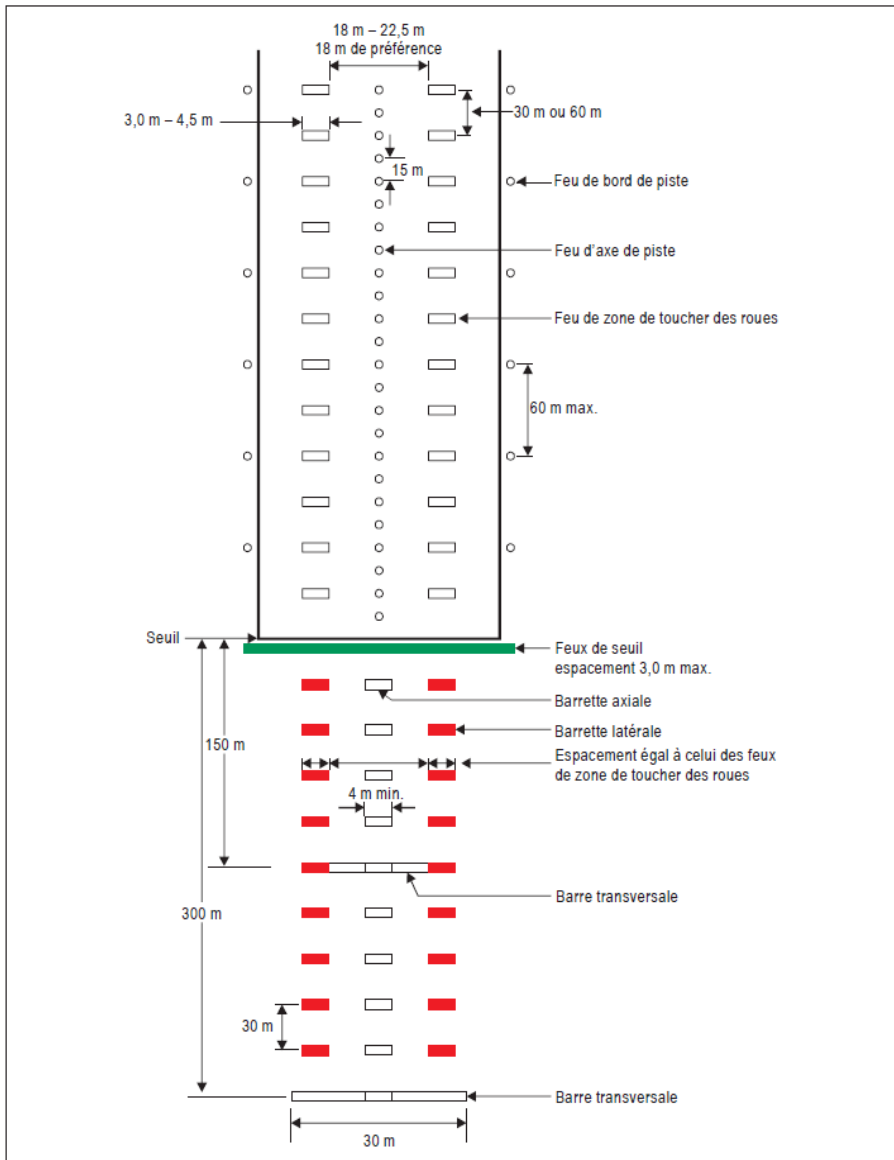 18 m – 22,5 m
18 m de préférence
3,0 m – 4,5 m
30 m ou 60 m
15 m
Feu de bord de piste
Feu d'axe de piste
Feu de zone de toucher des roues
60 m max.
Seuil
Feux de seuil
espacement 3,0 m max.
Barrette axiale
Barrette latérale
150 m
Espacement égal à celui des feux
de zone de toucher des roues
4 m min.
Barre transversale
300 m
30 m
Barre transversale
30 m